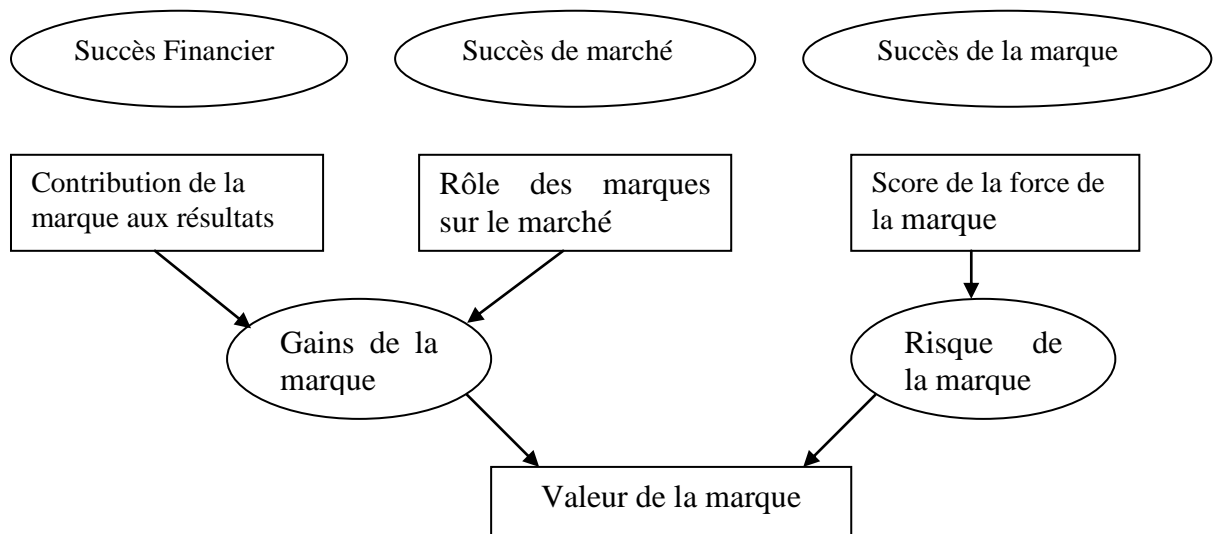 Succès Financier
Succès de marché
Succès de la marque
Contribution de la
marque aux résultats
Rôle des marques
sur le marché
Score de la force de
la marque
Gains de la
marque
Risque de
la marque
Valeur de la marque